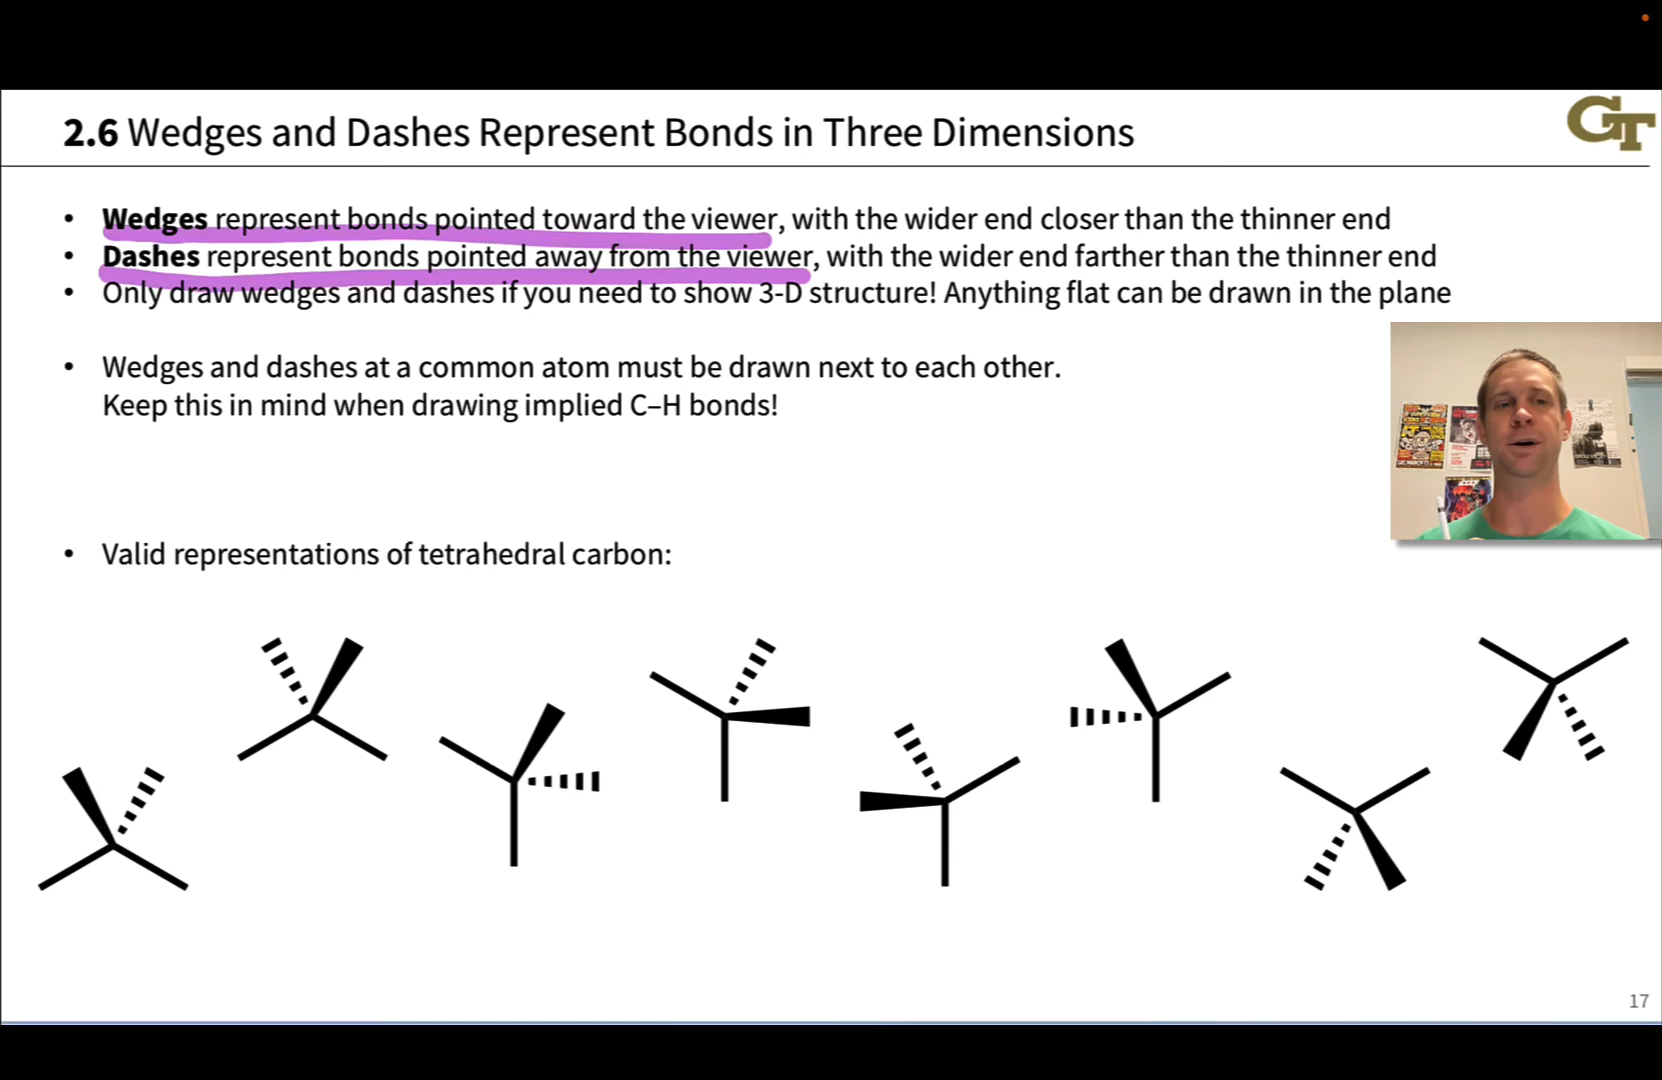 2.6 Wedges and Dashes Represent Bonds in Three Dimensions
GT
• Wedges represent bonds pointed toward the viewer, with the wider end closer than the thinner end
• Dashes represent bonds pointed away from the viewer, with the wider end farther than the thinner end
• Only draw wedges and dashes if you need to show 3-D structure! Anything flat can be drawn in the plane
• Wedges and dashes at a common atom must be drawn next to each other.
Keep this in mind when drawing implied C–H bonds!
• Valid representations of tetrahedral carbon:
17